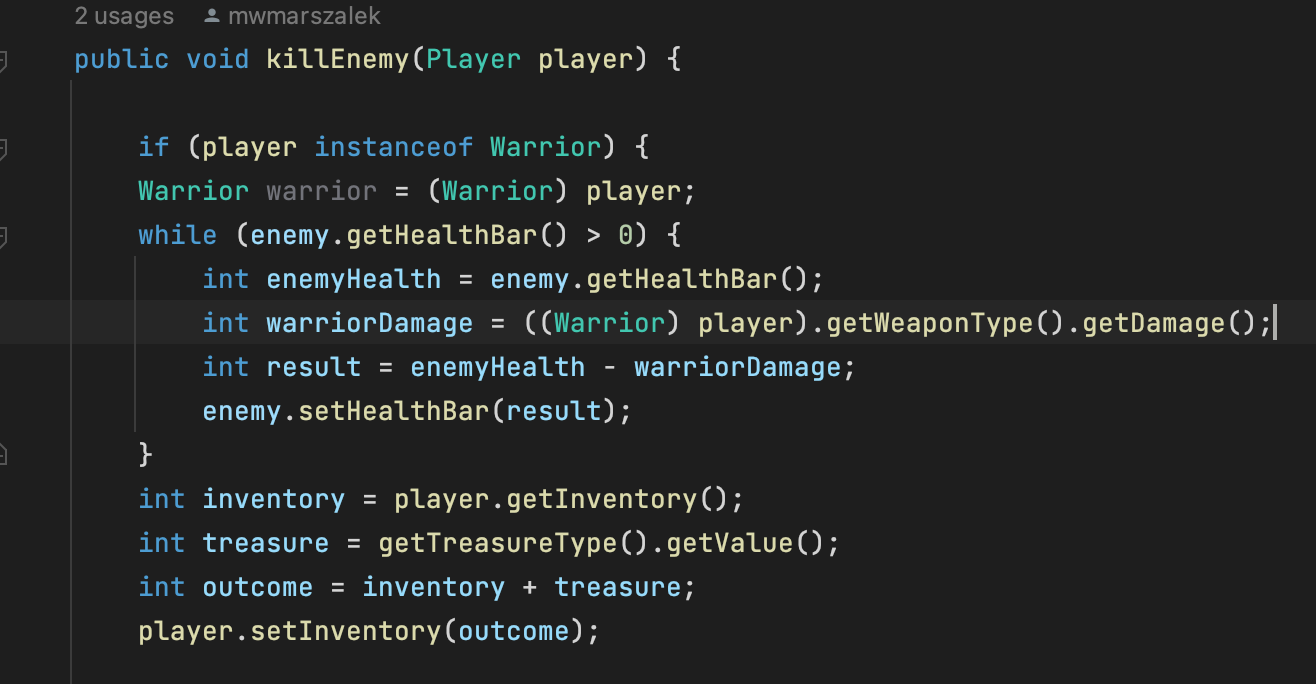 2 usages mwmarszalek
public void killEnemy(Player player) {
if (player instanceof Warrior) {
Warrior warrior = (Warrior) player;
while (enemy.getHealthBar() > 0) {
int enemyHealth = enemy.getHealthBar();
int warriorDamage = ((Warrior) player).getWeaponType().getDamage();
int result = enemyHealth - warriorDamage;
enemy.setHealthBar(result);
}
int inventory = player.getInventory();
int treasure = getTreasureType().getValue();
int outcome = inventory + treasure;
player.setInventory(outcome);